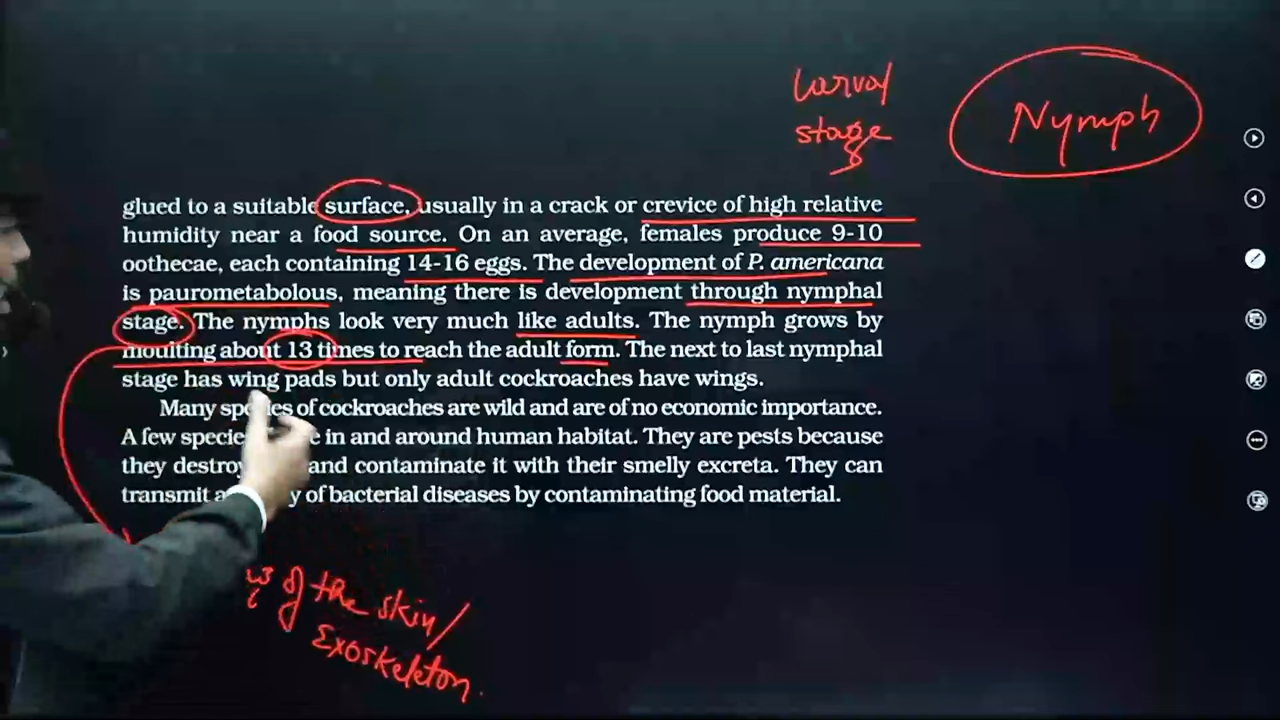 larval
stage
Nymph
glued to a suitable surface, usually in a crack or crevice of high relative
humidity near a food source. On an average, females produce 9-10
oothecae, each containing 14-16 eggs. The development of P. americana
is paurometabolous, meaning there is development through nymphal
stage. The nymphs look very much like adults. The nymph grows by
moulting about 13 times to reach the adult form. The next to last nymphal
stage has wing pads but only adult cockroaches have wings.
Many species of cockroaches are wild and are of no economic importance.
A few species in and around human habitat. They are pests because
they destroy and contaminate it with their smelly excreta. They can
transmit a of bacterial diseases by contaminating food material.
of the skin/
Exoskeleton.